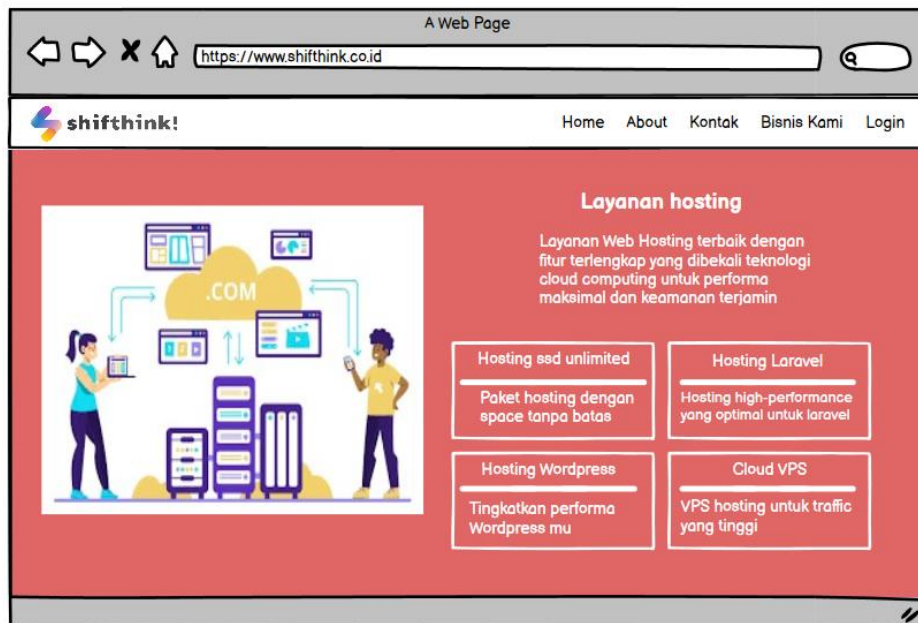 A Web Page
https://www.shifthink.co.id
shifthink!
Home About Kontak Bisnis Kami Login
Layanan hosting
Layanan Web Hosting terbaik dengan
fitur terlengkap yang dibekali teknologi
cloud computing untuk performa
maksimal dan keamanan terjamin
.COM
Hosting ssd unlimited
Paket hosting dengan
space tanpa batas
Hosting Laravel
Hosting high-performance
yang optimal untuk laravel
Hosting Wordpress
Tingkatkan performa
Wordpress mu
Cloud VPS
VPS hosting untuk traffic
yang tinggi